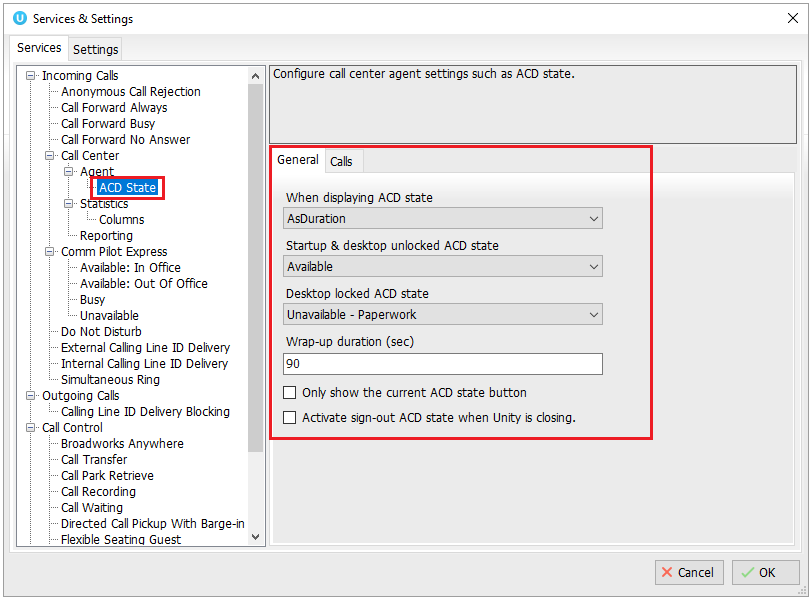 Services & Settings
Services
Settings
Incoming Calls
Anonymous Call Rejection
Call Forward Always
Call Forward Busy
Call Forward No Answer
Call Center
Agent
ACD State
Statistics
Columns
Reporting
Comm Pilot Express
Available: In Office
Available: Out Of Office
Busy
Unavailable
Do Not Disturb
External Calling Line ID Delivery
Internal Calling Line ID Delivery
Simultaneous Ring
Outgoing Calls
Calling Line ID Delivery Blocking
Call Control
Broadworks Anywhere
Call Transfer
Call Park Retrieve
Call Recording
Call Waiting
Directed Call Pickup With Barge-in
Flexible Seating Guest
Configure call center agent settings such as ACD state.
General
Calls
When displaying ACD state
AsDuration
Startup & desktop unlocked ACD state
Available
Desktop locked ACD state
Unavailable - Paperwork
Wrap-up duration (sec)
90
Only show the current ACD state button
Activate sign-out ACD state when Unity is closing.
Cancel
OK